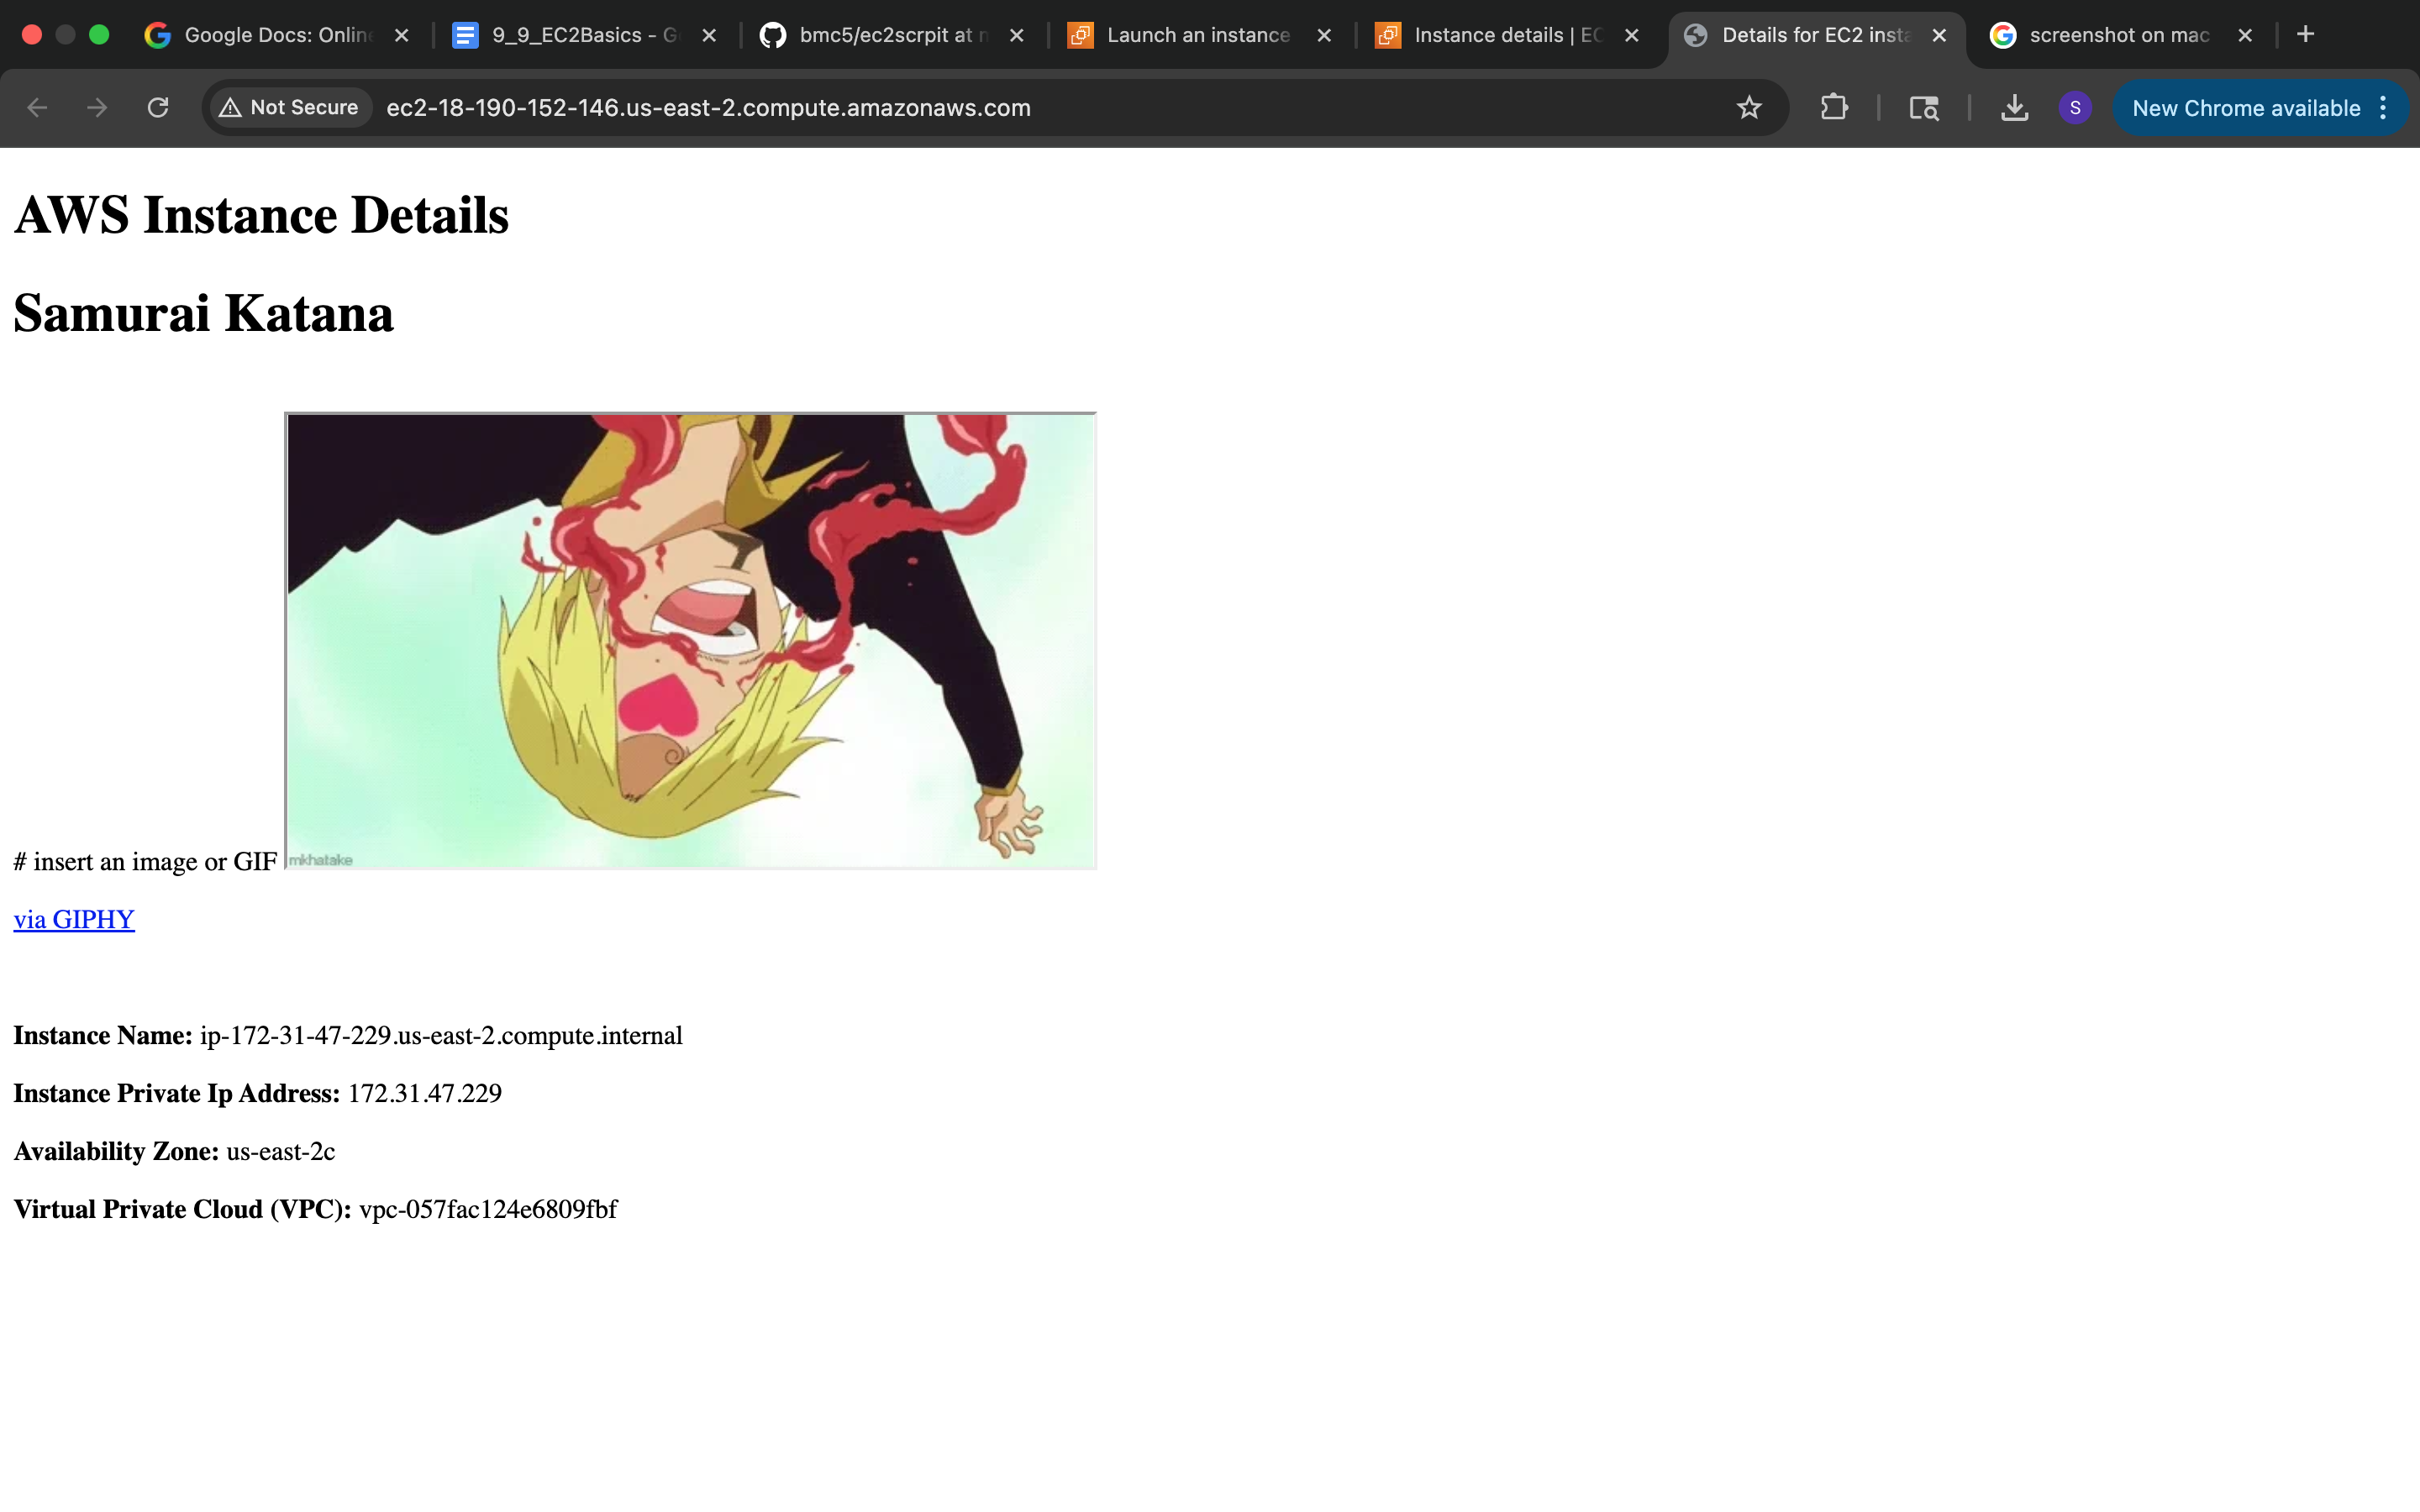 Google Docs: Online
9_9_EC2Basics - G
bmc5/ec2scrpit at
Launch an instance
Instance details | EC
Details for EC2 insta
screenshot on mac
Not Secure
ec2-18-190-152-146.us-east-2.compute.amazonaws.com
S
New Chrome available
AWS Instance Details
Samurai Katana
mkhatake
# insert an image or GIF
via GIPHY
Instance Name: ip-172-31-47-229.us-east-2.compute.internal
Instance Private Ip Address: 172.31.47.229
Availability Zone: us-east-2c
Virtual Private Cloud (VPC): vpc-057fac124e6809fbf